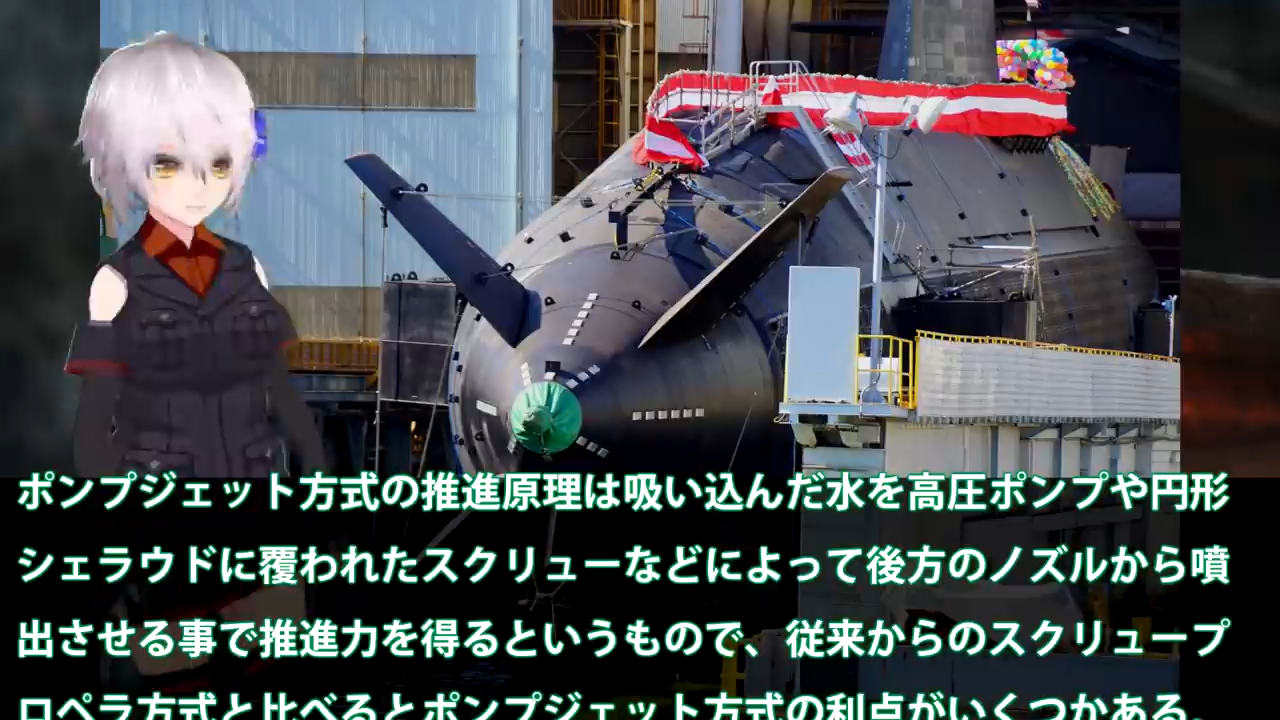 ポンプジェット方式の推進原理は吸い込んだ水を高圧ポンプや円形
シェラウドに覆われたスクリューなどによって後方のノズルから噴
出させる事で推進力を得るというもので、従来からのスクリュープ
ロペラ方式と比べるとポンプジェット方式の利点がいくつかある。